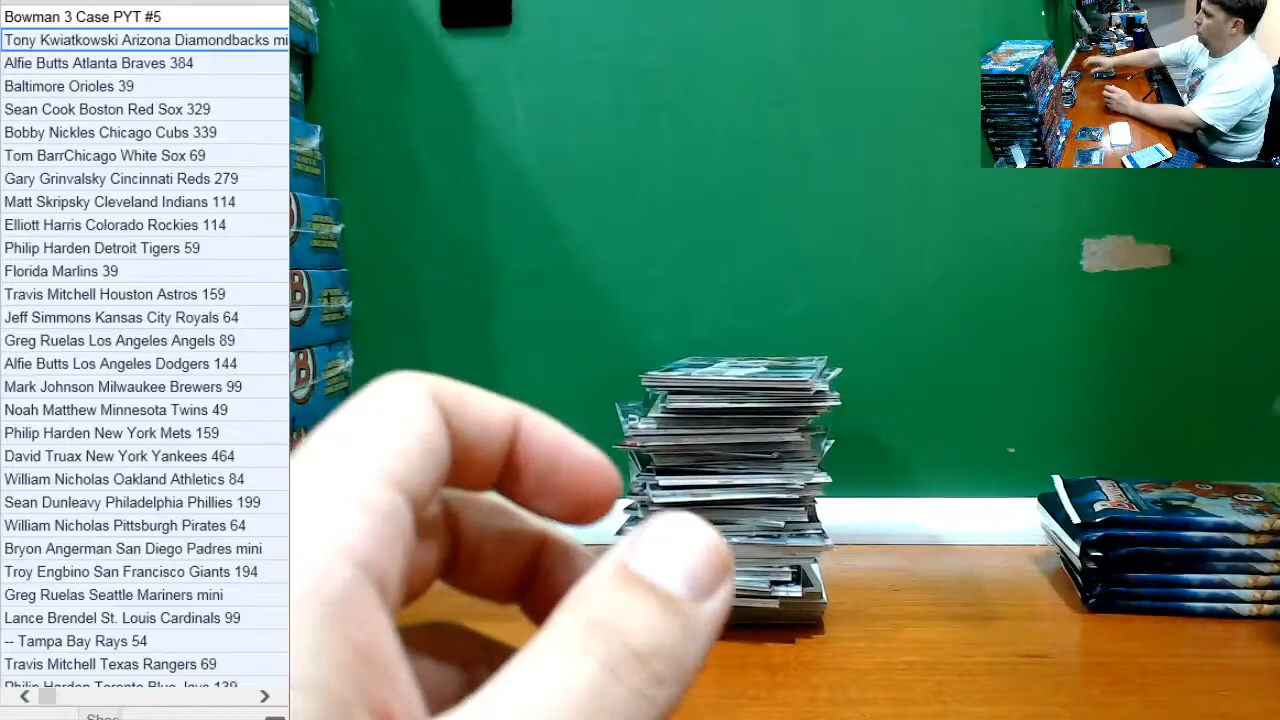 Bowman 3 Case PYT #5
Tony Kwiatkowski Arizona Diamondbacks mi
Alfie Butts Atlanta Braves 384
Baltimore Orioles 39
Sean Cook Boston Red Sox 329
Bobby Nickles Chicago Cubs 339
Tom BarrChicago White Sox 69
Gary Grinvalsky Cincinnati Reds 279
Matt Skripsky Cleveland Indians 114
Elliott Harris Colorado Rockies 114
Philip Harden Detroit Tigers 59
Florida Marlins 39
Travis Mitchell Houston Astros 159
Jeff Simmons Kansas City Royals 64
Greg Ruelas Los Angeles Angels 89
Alfie Butts Los Angeles Dodgers 144
Mark Johnson Milwaukee Brewers 99
Noah Matthew Minnesota Twins 49
Philip Harden New York Mets 159
David Truax New York Yankees 464
William Nicholas Oakland Athletics 84
Sean Dunleavy Philadelphia Phillies 199
William Nicholas Pittsburgh Pirates 64
Bryon Angerman San Diego Padres mini
Troy Engbino San Francisco Giants 194
Greg Ruelas Seattle Mariners mini
Lance Brendel St. Louis Cardinals 99
-- Tampa Bay Rays 54
Travis Mitchell Texas Rangers 69
Philip Harden Toronto Blue Jays 139